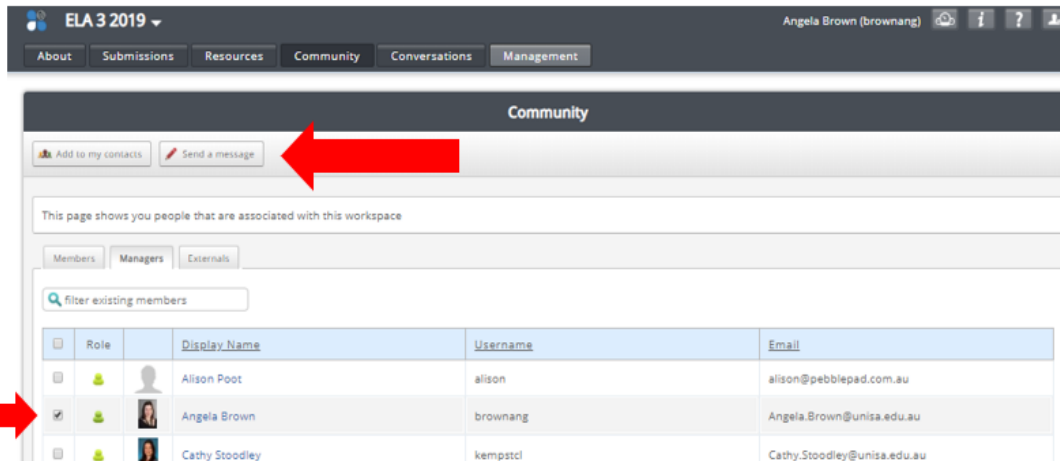 ELA 3 2019
Angela Brown (brownang) i ?
About Submissions Resources Community Conversations Management
Community
Add to my contacts Send a message
This page shows you people that are associated with this workspace
Members Managers Externals
filter existing members
Role Display Name Username Email
Alison Poot alison alison@pebblepad.com.au
Angela Brown brownang Angela.Brown@unisa.edu.au
Cathy Stoodley kempstcl Cathy.Stoodley@unisa.edu.au